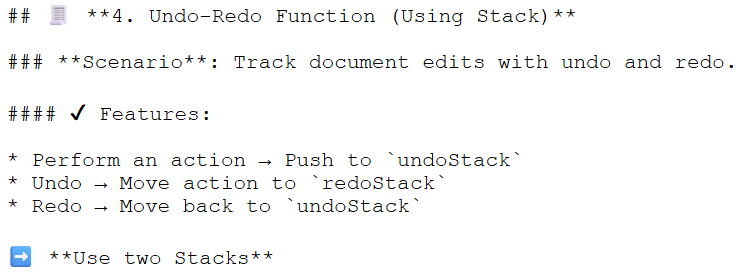 ## 🧾 **4. Undo-Redo Function (Using Stack)**
### **Scenario**: Track document edits with undo and redo.
#### ✔ Features:
* Perform an action → Push to `undoStack`
* Undo → Move action to `redoStack`
* Redo → Move back to `undoStack`
➡️ **Use two Stacks**